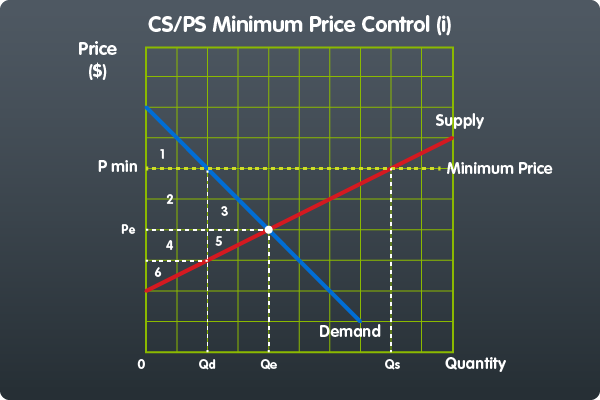 CS/PS Minimum Price Control (i)
Price
($)
Supply
1
P min
Minimum Price
2
3
Pe
4
5
6
Demand
0
Qd
Qe
Qs
Quantity